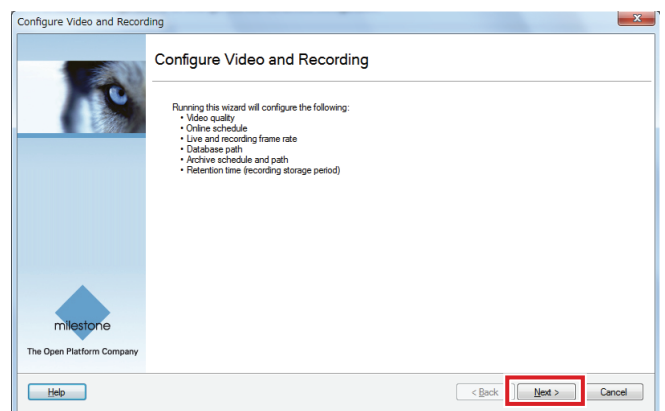 Configure Video and Recording
Configure Video and Recording
Running this wizard will configure the following:
• Video quality
• Online schedule
• Live and recording frame rate
• Database path
• Archive schedule and path
• Retention time (recording storage period)
milestone
The Open Platform Company
Help
< Back
Next >
Cancel